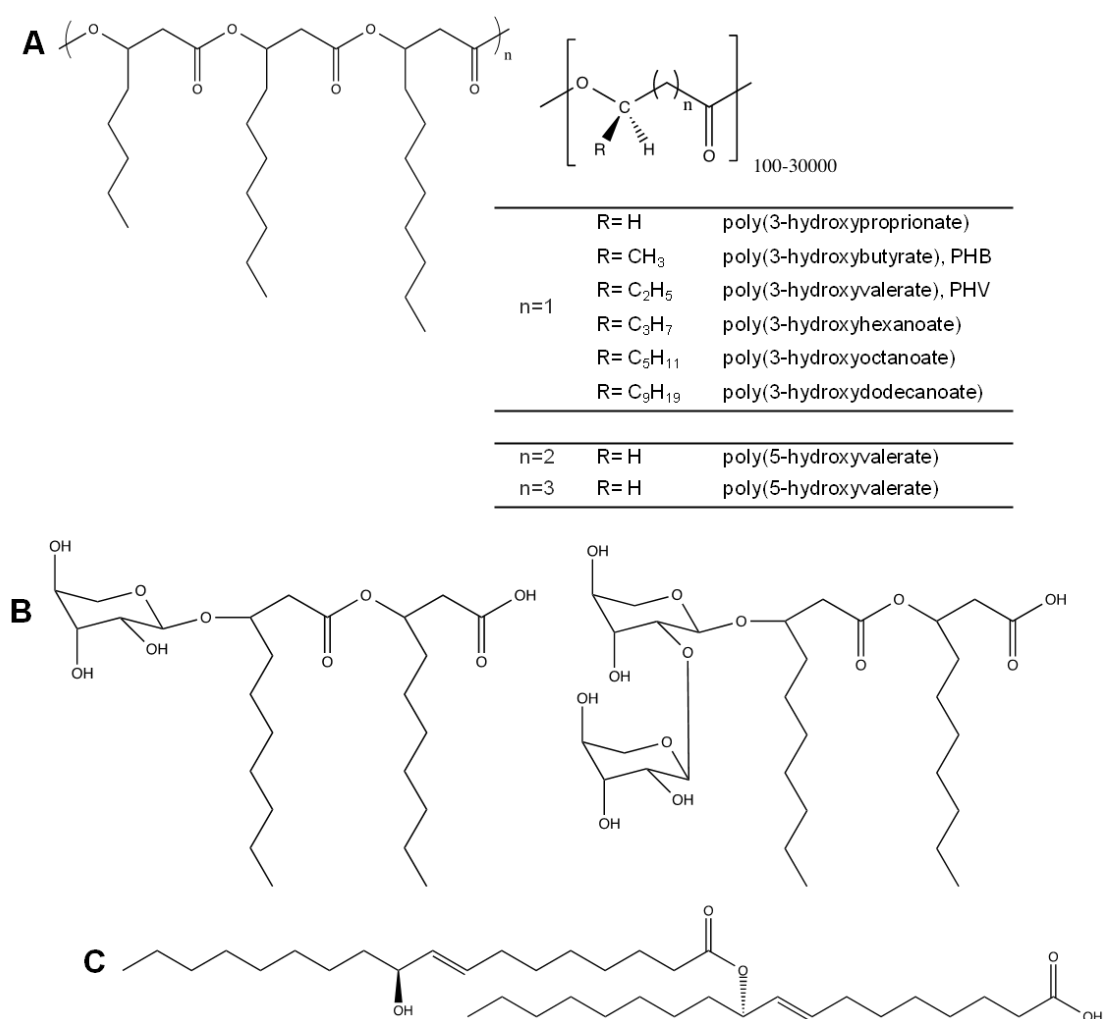 A
O O O n
O O O
O C n
R H O
100-30000
R= H poly(3-hydroxyproprionate)
R= CH₃ poly(3-hydroxybutyrate), PHB
n=1 R= C₂H₅ poly(3-hydroxyvalerate), PHV
R= C₃H₇ poly(3-hydroxyhexanoate)
R= C₅H₁₁ poly(3-hydroxyoctanoate)
R= C₉H₁₉ poly(3-hydroxydodecanoate)
n=2 R= H poly(5-hydroxyvalerate)
n=3 R= H poly(5-hydroxyvalerate)
B
OH
O O O OH
OH OH O O
OH
O O O OH
OH O O O
OH
O
OH OH
OH
C
O
O
OH
O
OH